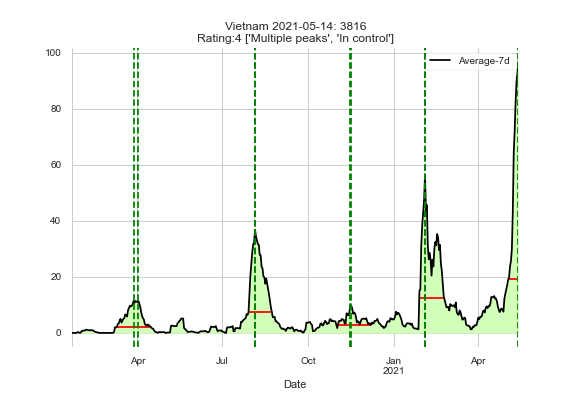 Vietnam 2021-05-14: 3816
Rating:4 ['Multiple peaks', 'In control']
100
Average-7d
80
60
40
20
0
Apr Jul Oct Jan Apr
2021
Date